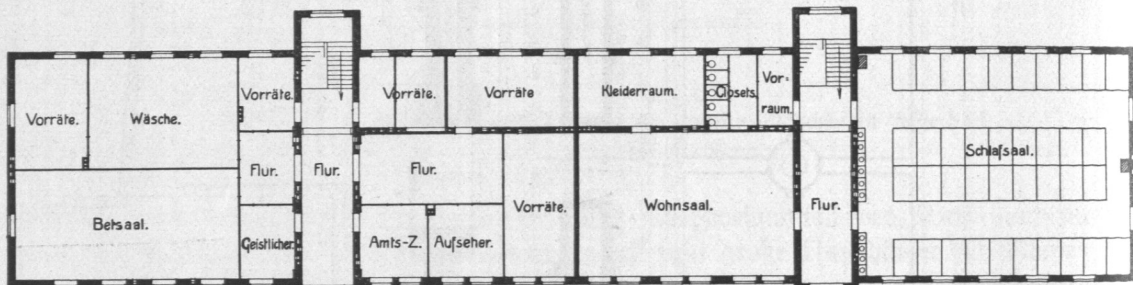 Vorräte.
Wäsche.
Vorräte.
Vorräte.
Vorräte
Kleiderraum.
Closets.
Vor=
raum.
Schlafsaal.
Flur.
Flur.
Flur.
Vorräte.
Wohnsaal.
Flur.
Betsaal.
Geistlicher.
Amts-Z.
Aufseher.